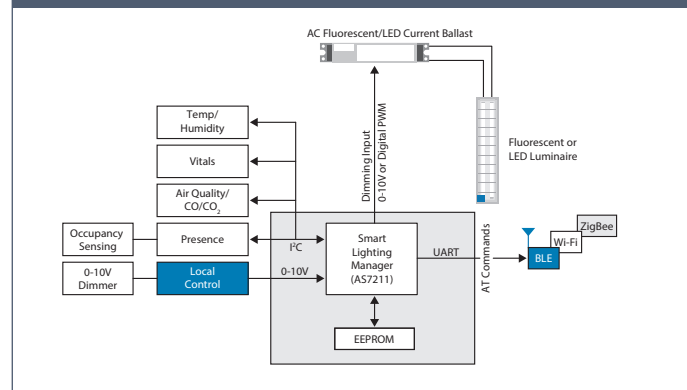 AC Fluorescent/LED Current Ballast
Temp/
Humidity
Vitals
Air Quality/
CO/CO2
Occupancy
Sensing
Presence
0-10V
Dimmer
Local
Control
I²C
0-10V
Dimming Input
0-10V or Digital PWM
Smart
Lighting
Manager
(AS7211)
EEPROM
UART
AT Commands
Fluorescent or
LED Luminaire
ZigBee
Wi-Fi
BLE